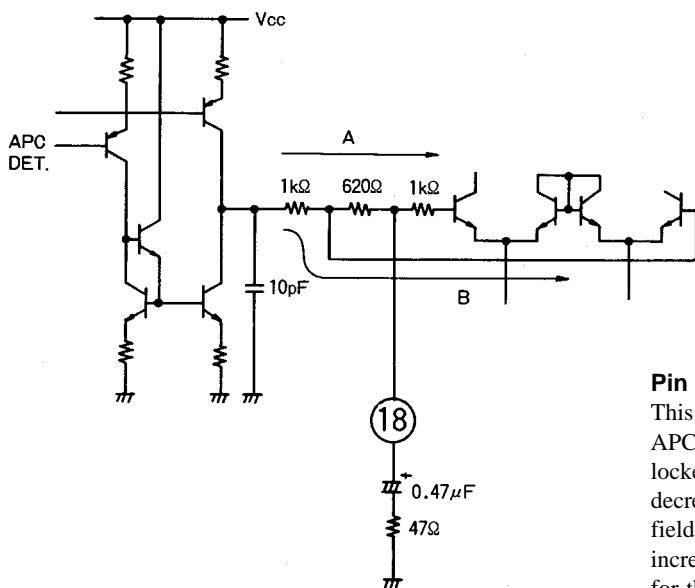 Vcc
APC
DET.
A
1kΩ
620Ω
1kΩ
10pF
B
18
+
0.47μF
47Ω
Pin
This
APC
locke
decre
field
incre
for th